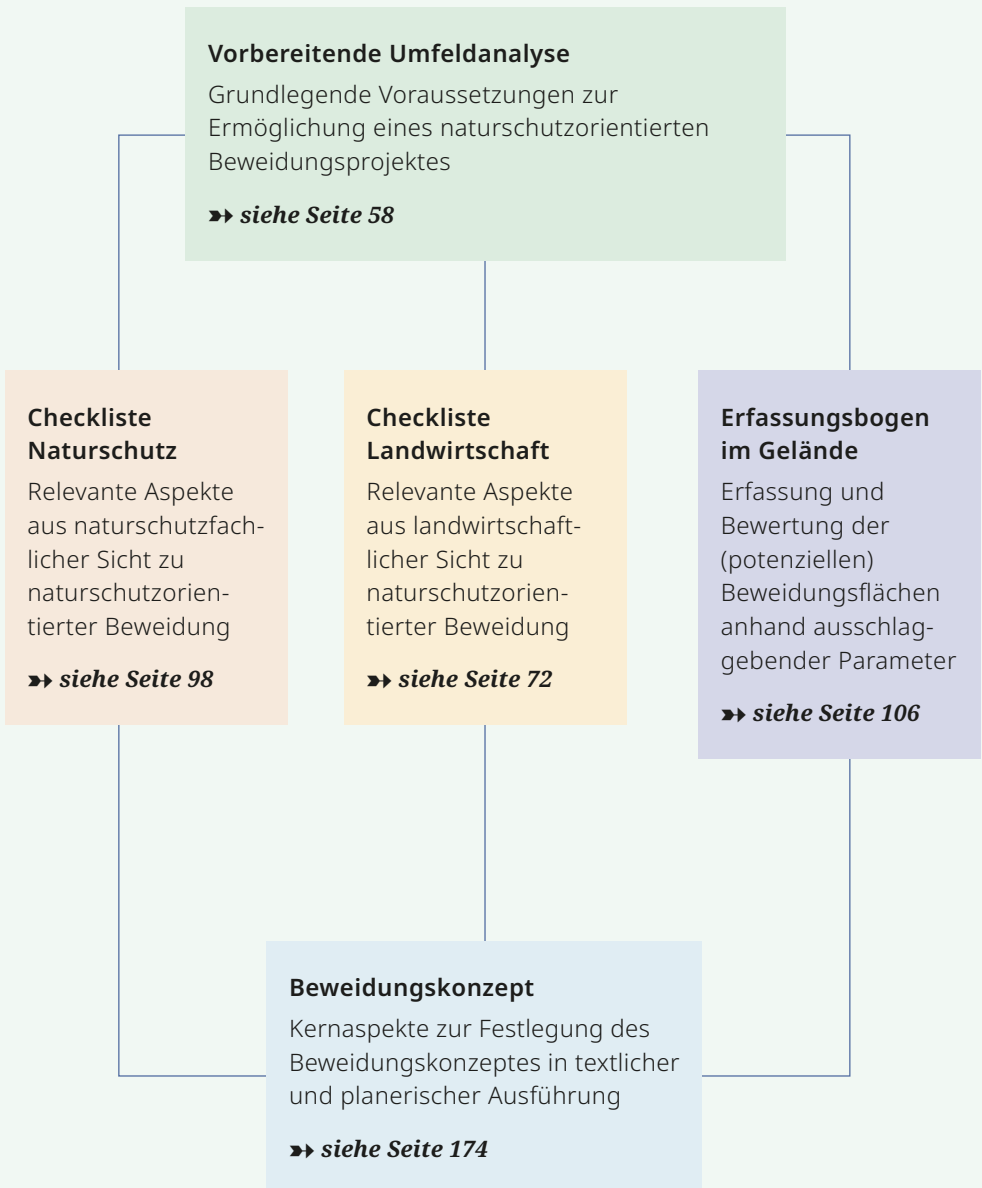 Vorbereitende Umfeldanalyse
Grundlegende Voraussetzungen zur
Ermöglichung eines naturschutzorientierten
Beweidungsprojektes
➳ siehe Seite 58
Checkliste
Naturschutz
Relevante Aspekte
aus naturschutzfach-
licher Sicht zu
naturschutzorien-
tierter Beweidung
➳ siehe Seite 98
Checkliste
Landwirtschaft
Relevante Aspekte
aus landwirtschaft-
licher Sicht zu
naturschutzorien-
tierter Beweidung
➳ siehe Seite 72
Erfassungsbogen
im Gelände
Erfassung und
Bewertung der
(potenziellen)
Beweidungsflächen
anhand ausschlag-
gebender Parameter
➳ siehe Seite 106
Beweidungskonzept
Kernaspekte zur Festlegung des
Beweidungskonzeptes in textlicher
und planerischer Ausführung
➳ siehe Seite 174